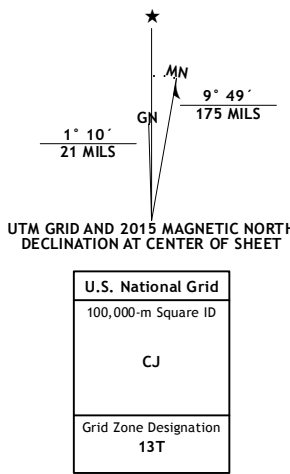 ★
MN
GN
9° 49´
175 MILS
1° 10´
21 MILS
UTM GRID AND 2015 MAGNETIC NORTH
DECLINATION AT CENTER OF SHEET
U.S. National Grid
100,000-m Square ID
CJ
Grid Zone Designation
13T